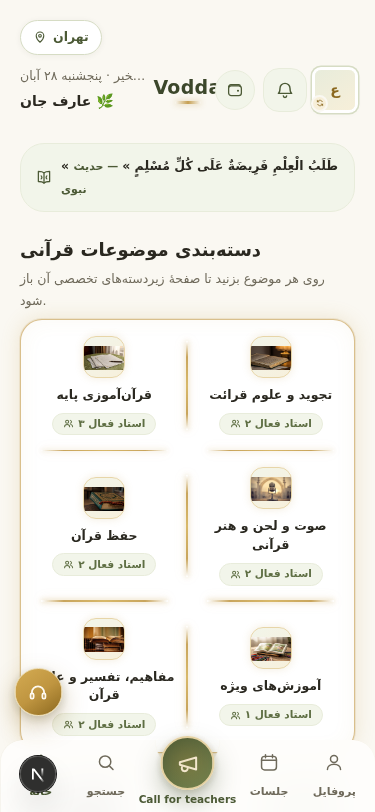 تهران
...خیر · پنجشنبه ۲۸ آبان
عارف جان 🌿
Vodda
ع
« طَلَبُ الْعِلْمِ فَرِیضَةٌ عَلَی کُلِّ مُسْلِمٍ » — حدیث
نبوی
دسته‌بندی موضوعات قرآنی
روی هر موضوع بزنید تا صفحهٔ زیردسته‌های تخصصی آن باز
شود.
تجوید و علوم قرائت
۲ استاد فعال
قرآن‌آموزی پایه
۳ استاد فعال
صوت و لحن و هنر
قرآنی
۲ استاد فعال
حفظ قرآن
۲ استاد فعال
آموزش‌های ویژه
۱ استاد فعال
مفاهیم، تفسیر و
قرآن
۲ استاد فعال
پروفایل
جلسات
Call for teachers
جستجو
خانه
N